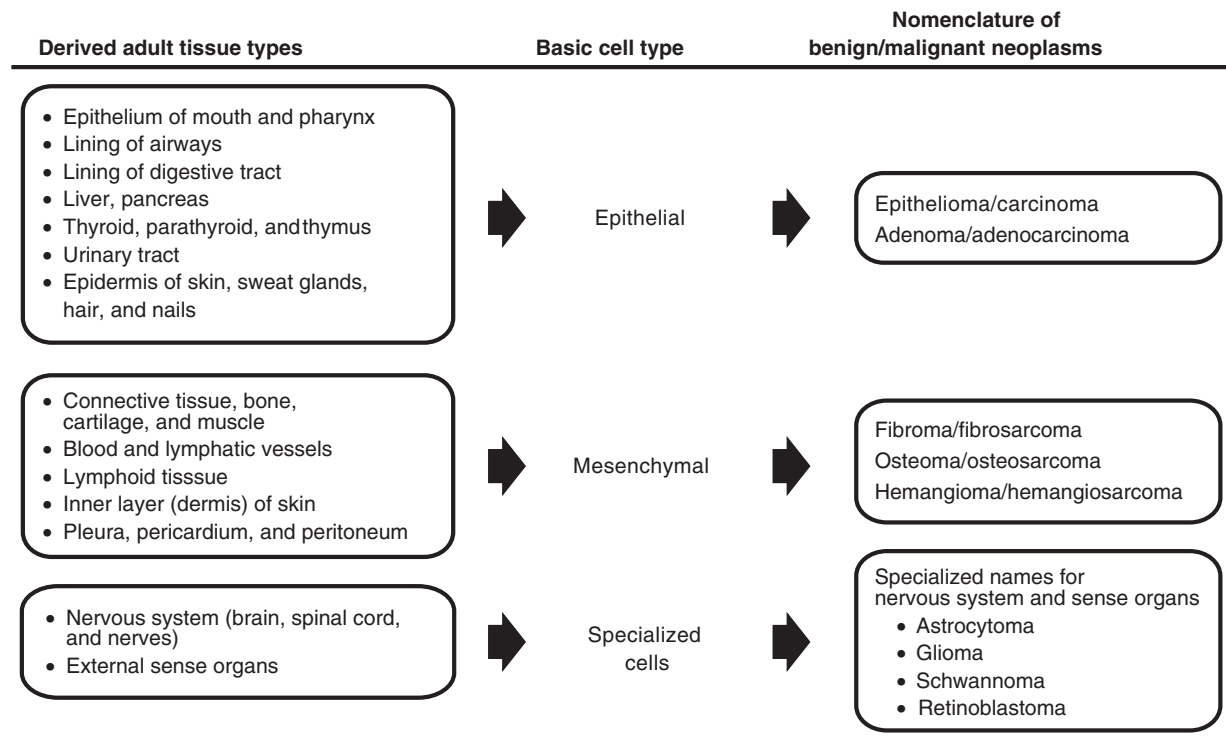 Derived adult tissue types
Basic cell type
Nomenclature of
benign/malignant neoplasms
• Epithelium of mouth and pharynx
• Lining of airways
• Lining of digestive tract
• Liver, pancreas
• Thyroid, parathyroid, andthymus
• Urinary tract
• Epidermis of skin, sweat glands,
hair, and nails
Epithelial
Epithelioma/carcinoma
Adenoma/adenocarcinoma
• Connective tissue, bone,
cartilage, and muscle
• Blood and lymphatic vessels
• Lymphoid tisssue
• Inner layer (dermis) of skin
• Pleura, pericardium, and peritoneum
Mesenchymal
Fibroma/fibrosarcoma
Osteoma/osteosarcoma
Hemangioma/hemangiosarcoma
• Nervous system (brain, spinal cord,
and nerves)
• External sense organs
Specialized
cells
Specialized names for
nervous system and sense organs
• Astrocytoma
• Glioma
• Schwannoma
• Retinoblastoma